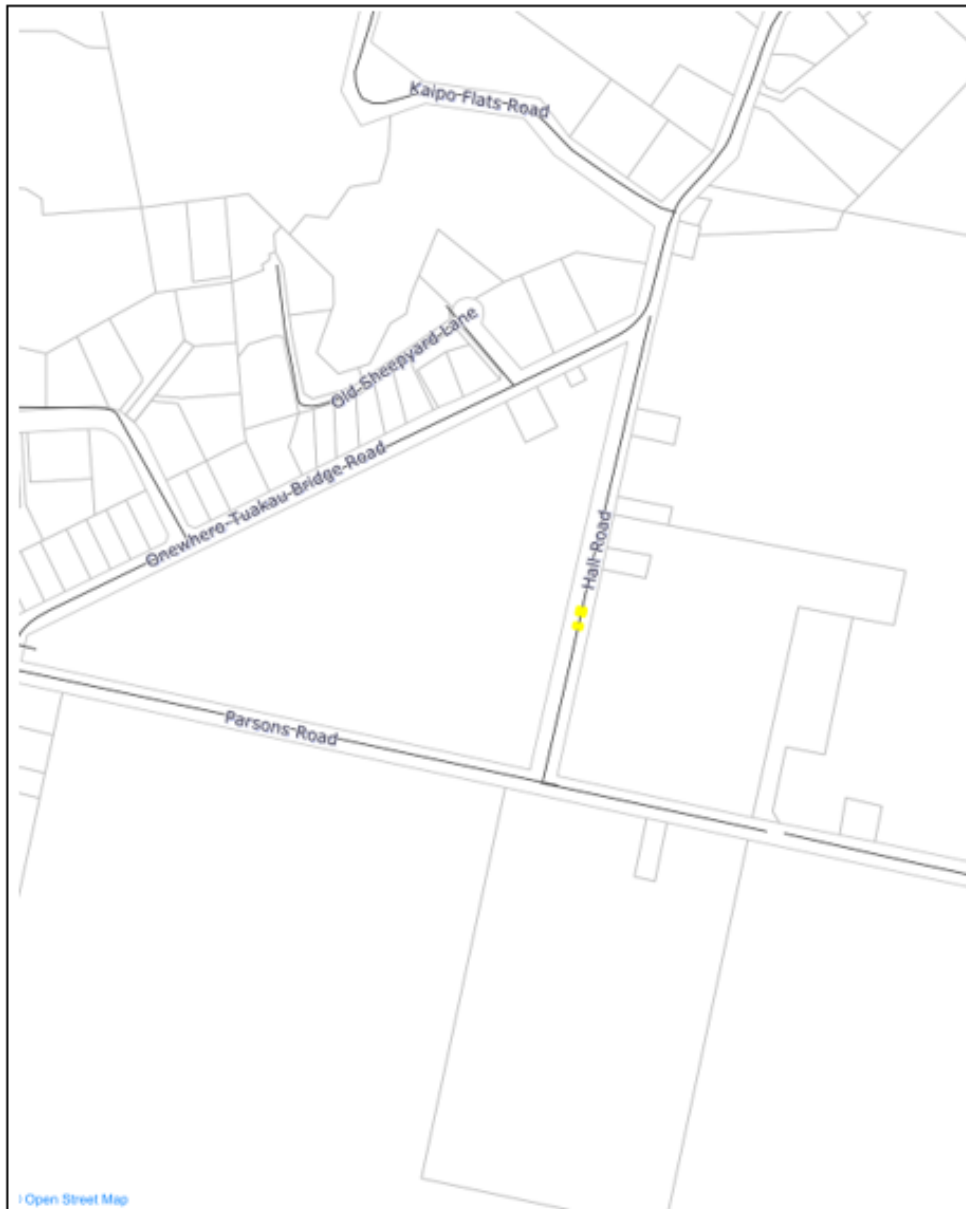 Kaipo Flats Road
Old Sheepyard Lane
Onewhero-Tuakau Bridge Road
Hall Road
Parsons Road
Open Street Map